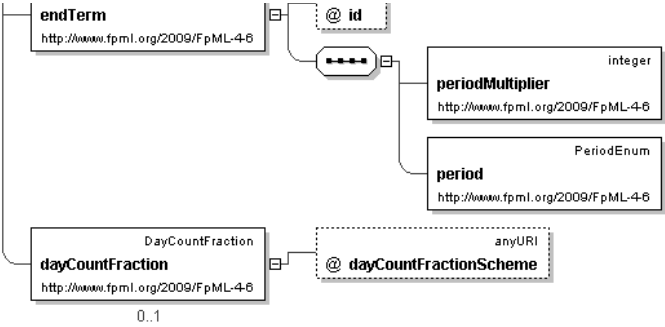 endTerm
http://www.fpml.org/2009/FpML-4-6
@ id
integer
periodMultiplier
http://www.fpml.org/2009/FpML-4-6
PeriodEnum
period
http://www.fpml.org/2009/FpML-4-6
DayCountFraction
dayCountFraction
http://www.fpml.org/2009/FpML-4-6
0..1
anyURI
@ dayCountFractionScheme